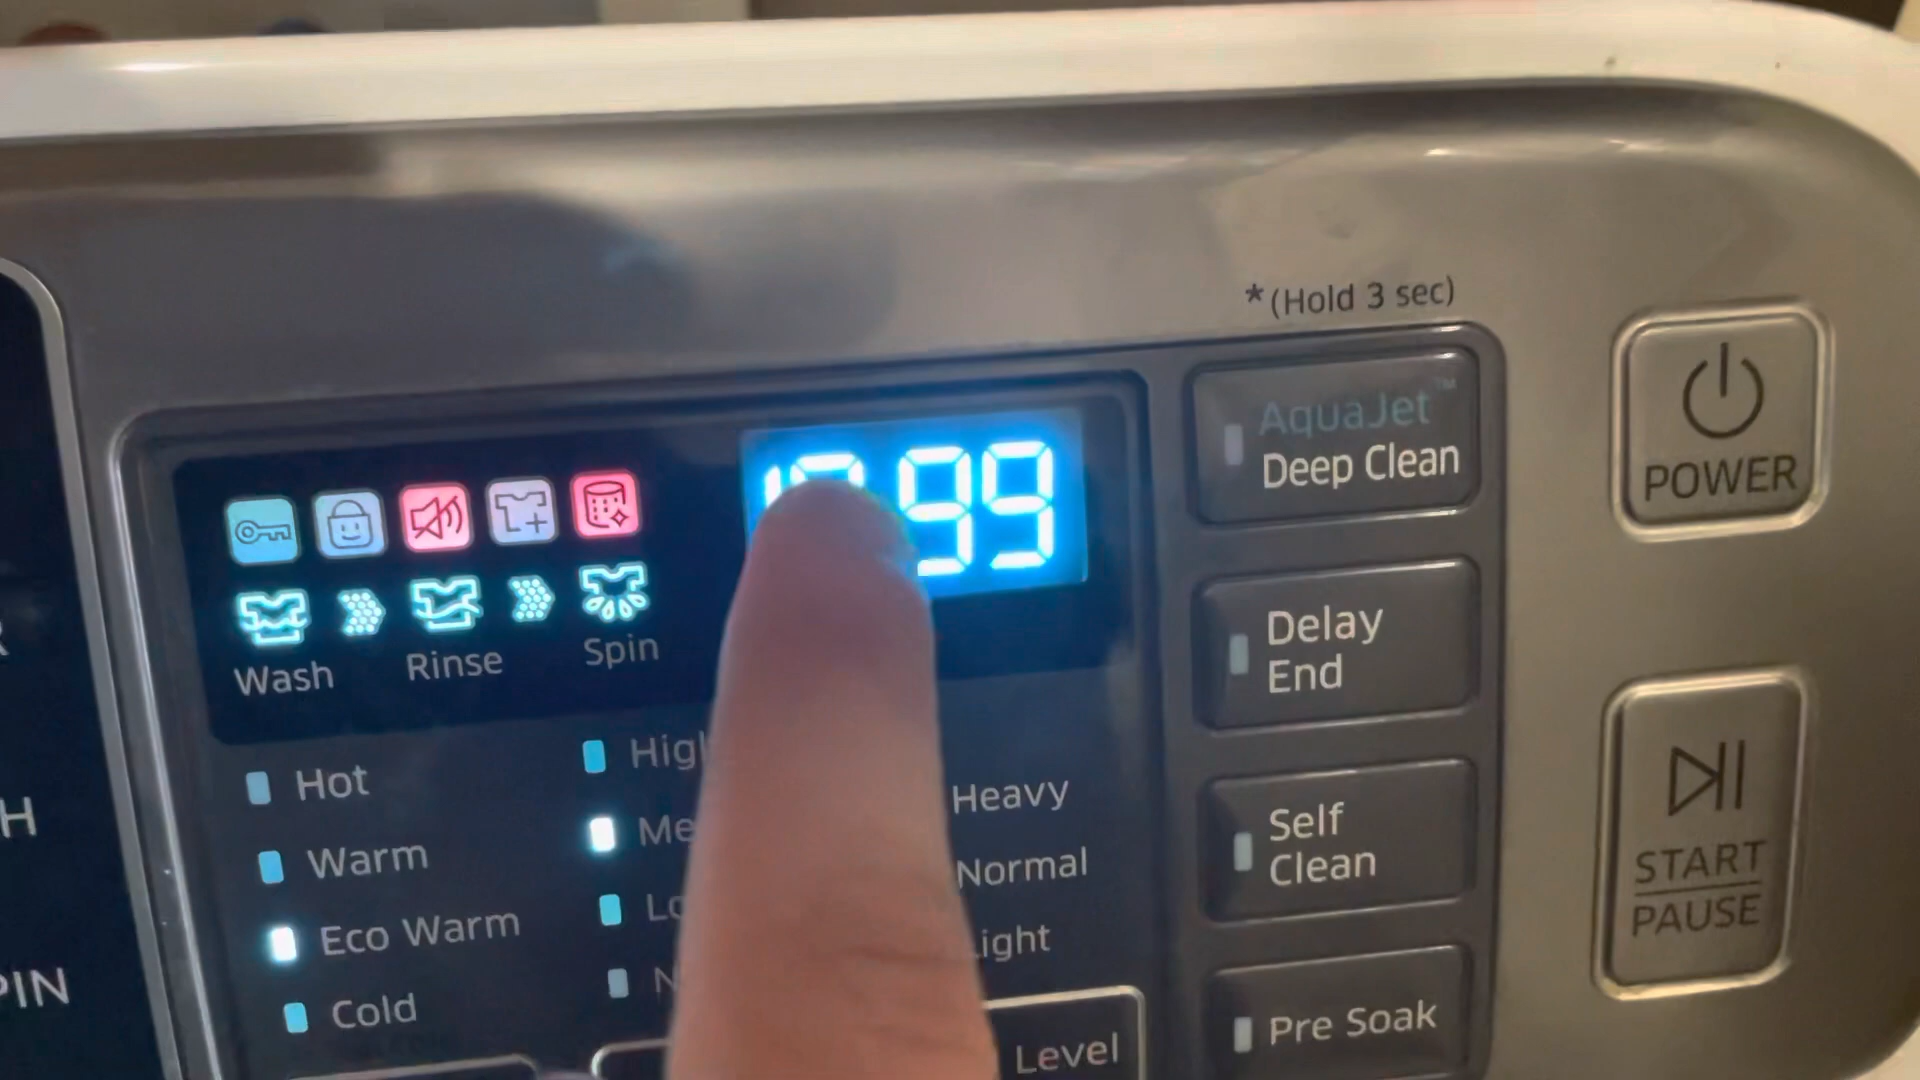 *(Hold 3 sec)
AquaJet™
Deep Clean
POWER
99
Wash
Rinse
Spin
Delay
End
Hot
Heavy
Warm
Normal
Self
Clean
START
PAUSE
Eco Warm
Cold
Pre Soak
Level